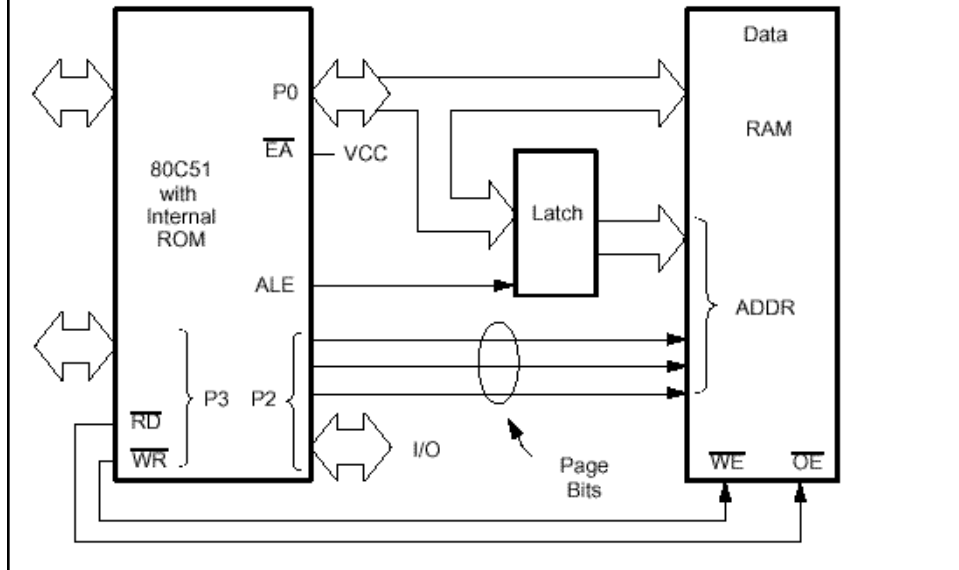 Data
RAM
P0
EA
VCC
80C51
with
Internal
ROM
Latch
ALE
ADDR
P3
P2
RD
WR
I/O
Page
Bits
WE
OE